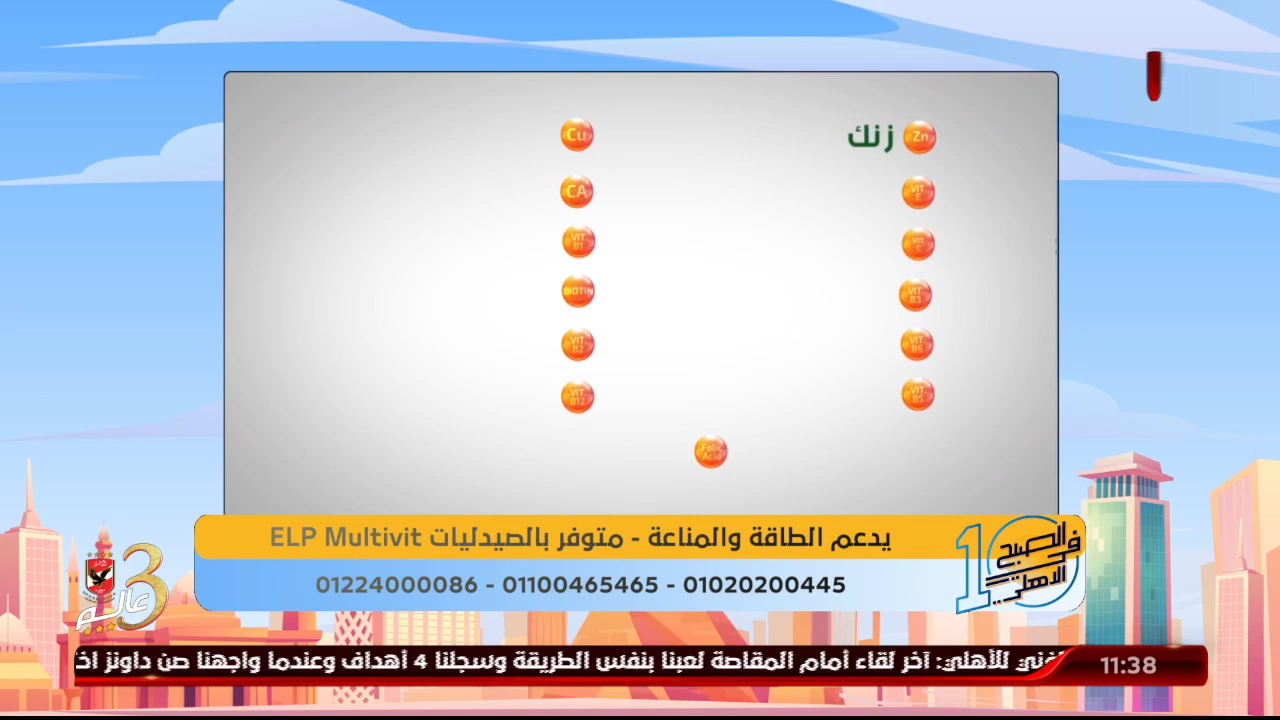 زنك
Zn
Cu
VIT E
CA
VIT C
VIT B1
VIT B3
BIOTIN
VIT B6
VIT B2
VIT B5
VIT B12
Folic Acid
يدعم الطاقة والمناعة - متوفر بالصيدليات ELP Multivit
01224000086 - 01100465465 - 01020200445
10
الصبح
في
الأهلي..
3
عالم
لفني للأهلي: آخر لقاء أمام المقاصة لعبنا بنفس الطريقة وسجلنا 4 أهداف وعندما واجهنا صن داونز اخ
11:38